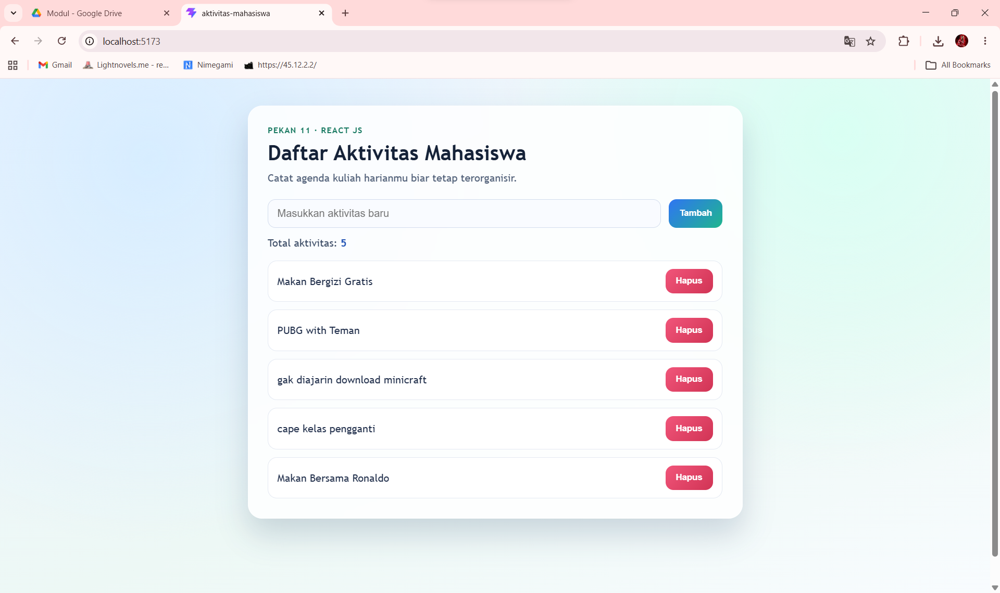 Modul - Google Drive
aktivitas-mahasiswa
localhost:5173
Gmail
Lightnovels.me - re...
Nimegami
https://45.12.2.2/
All Bookmarks
PEKAN 11 · REACT JS
Daftar Aktivitas Mahasiswa
Catat agenda kuliah harianmu biar tetap terorganisir.
Masukkan aktivitas baru
Tambah
Total aktivitas: 5
Makan Bergizi Gratis
Hapus
PUBG with Teman
Hapus
gak diajarin download minicraft
Hapus
cape kelas pengganti
Hapus
Makan Bersama Ronaldo
Hapus